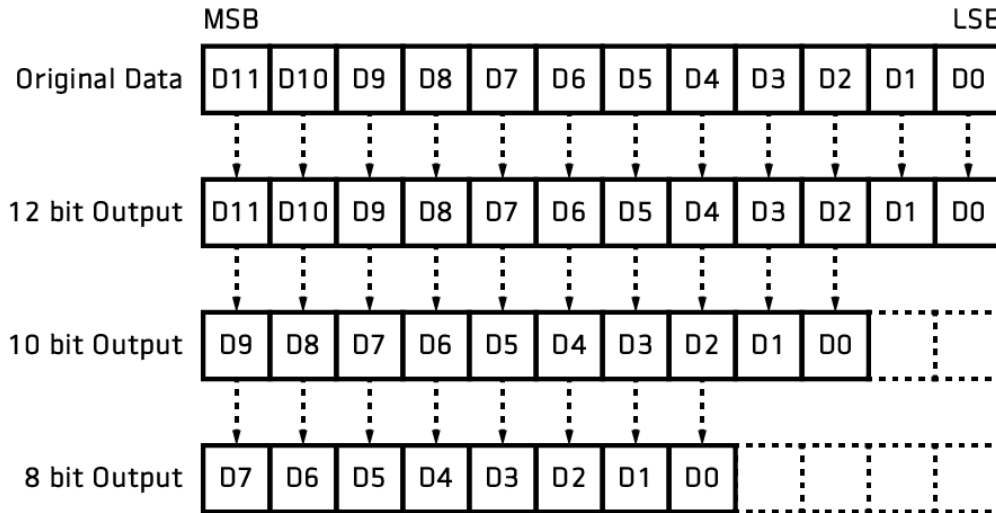 MSB LSB
Original Data D11 D10 D9 D8 D7 D6 D5 D4 D3 D2 D1 D0
12 bit Output D11 D10 D9 D8 D7 D6 D5 D4 D3 D2 D1 D0
10 bit Output D9 D8 D7 D6 D5 D4 D3 D2 D1 D0
8 bit Output D7 D6 D5 D4 D3 D2 D1 D0